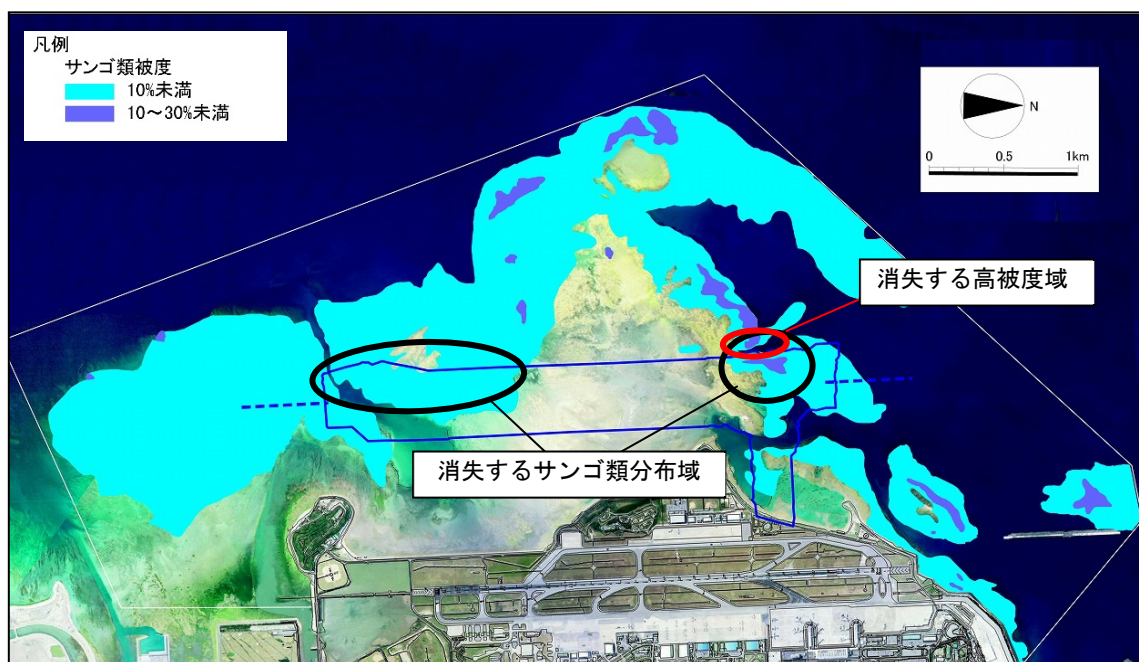 凡例
サンゴ類被度
10%未満
10～30%未満
N
0 0.5 1km
消失する高被度域
消失するサンゴ類分布域